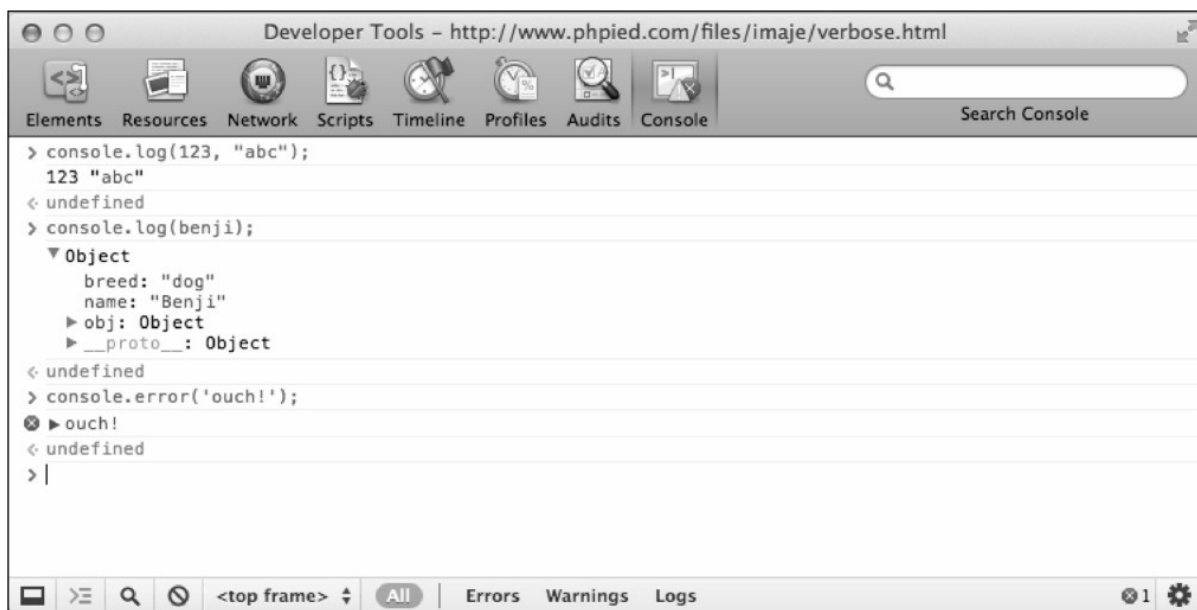 Developer Tools – http://www.phpied.com/files/imaje/verbose.html
Elements Resources Network Scripts Timeline Profiles Audits Console Search Console
> console.log(123, "abc");
123 "abc"
undefined
> console.log(benji);
Object
breed: "dog"
name: "Benji"
obj: Object
__proto__: Object
undefined
> console.error('ouch!');
ouch!
undefined
>
<top frame> All Errors Warnings Logs 1